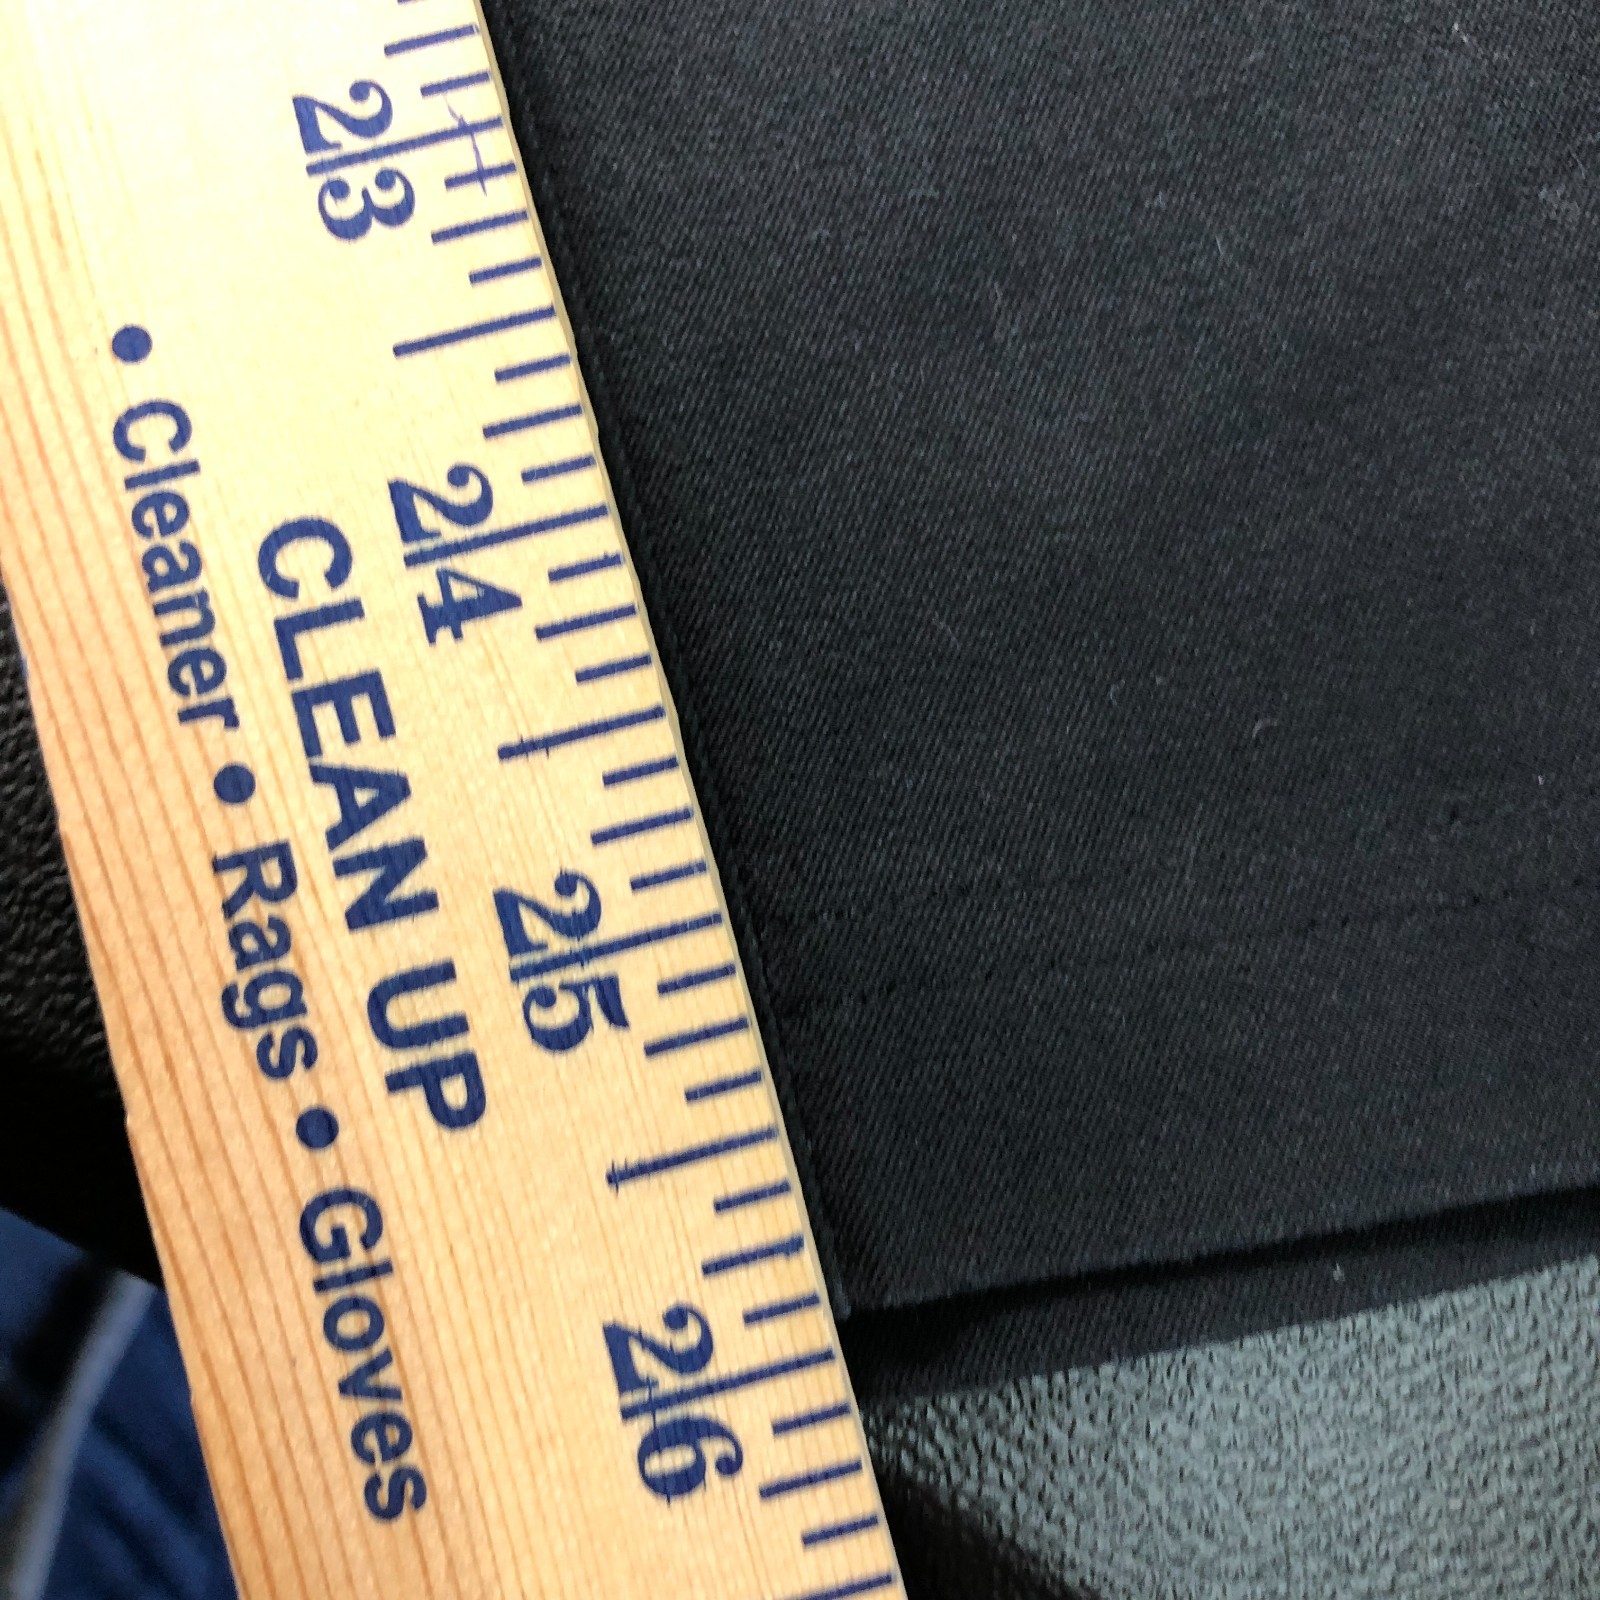 23
24
25
26
CLEAN UP
• Cleaner • Rags • Gloves